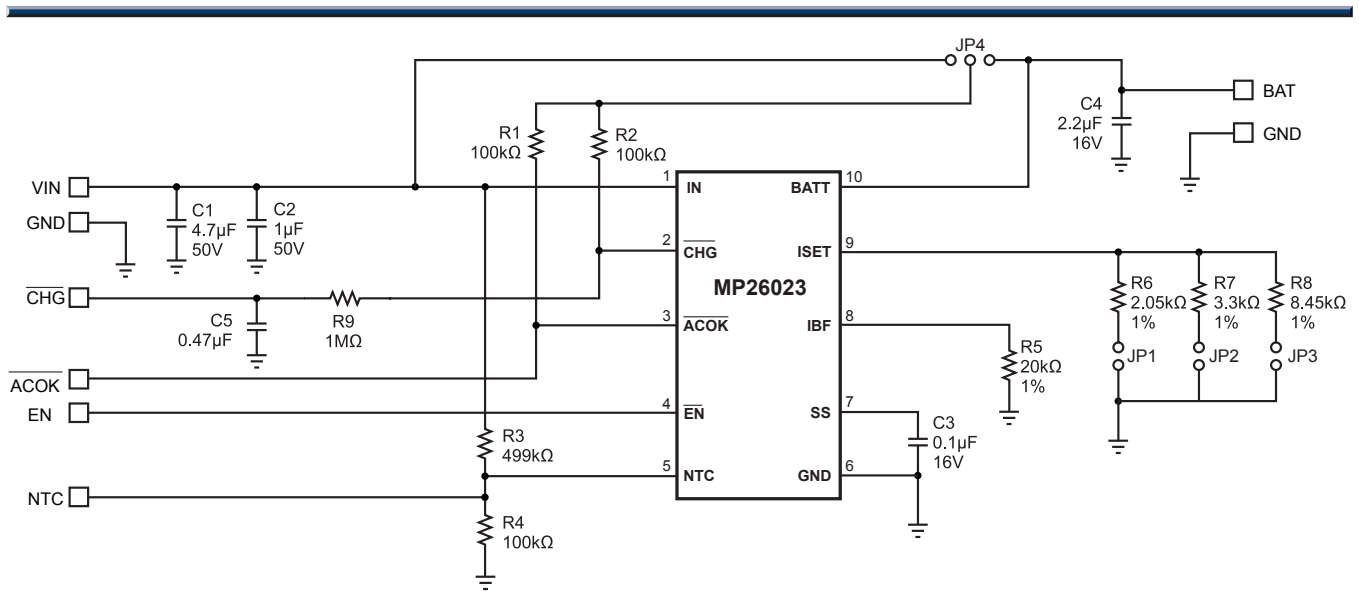 JP4
BAT
C4
2.2µF
16V
GND
R1
100kΩ
R2
100kΩ
VIN
GND
C1
4.7µF
50V
C2
1µF
50V
1
IN
BATT
10
2
CHG
ISET
9
MP26023
3
ACOK
IBF
8
4
EN
SS
7
5
NTC
GND
6
CHG
C5
0.47µF
R9
1MΩ
ACOK
EN
R3
499kΩ
NTC
R4
100kΩ
R5
20kΩ
1%
C3
0.1µF
16V
R6
2.05kΩ
1%
R7
3.3kΩ
1%
R8
8.45kΩ
1%
JP1
JP2
JP3